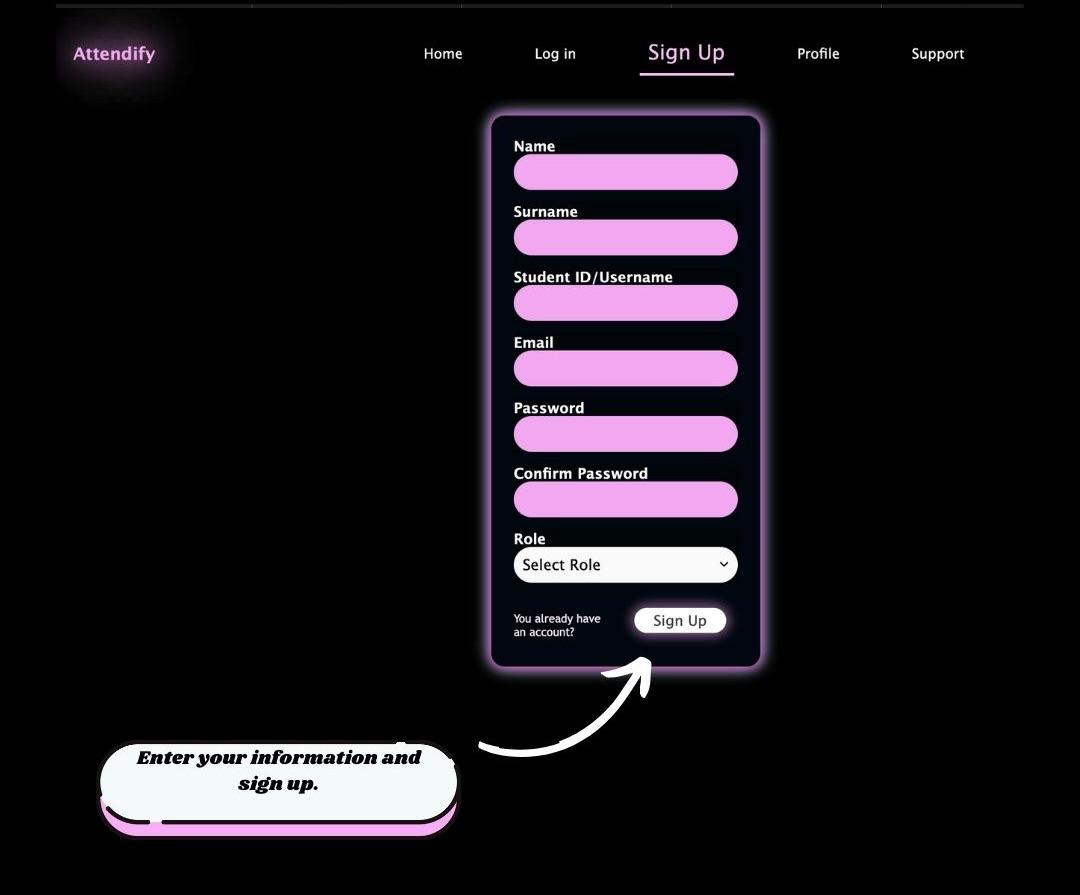 Attendify
Home Log in Sign Up Profile Support
Name
Surname
Student ID/Username
Email
Password
Confirm Password
Role
Select Role
You already have
an account?
Sign Up
Enter your information and
sign up.